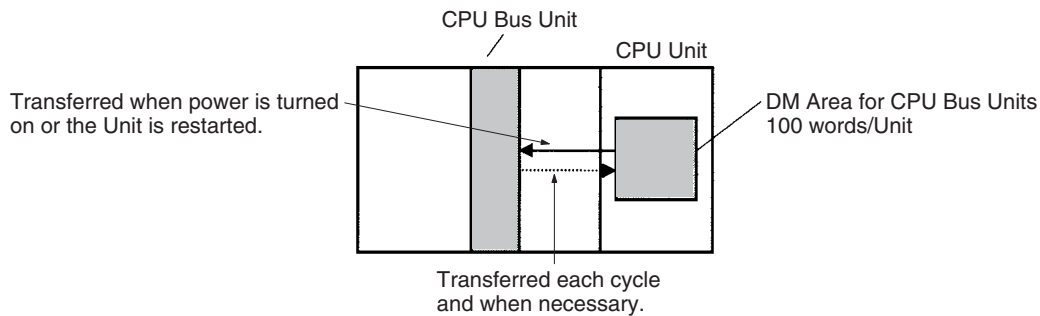 CPU Bus Unit
CPU Unit
Transferred when power is turned
on or the Unit is restarted.
DM Area for CPU Bus Units
100 words/Unit
Transferred each cycle
and when necessary.